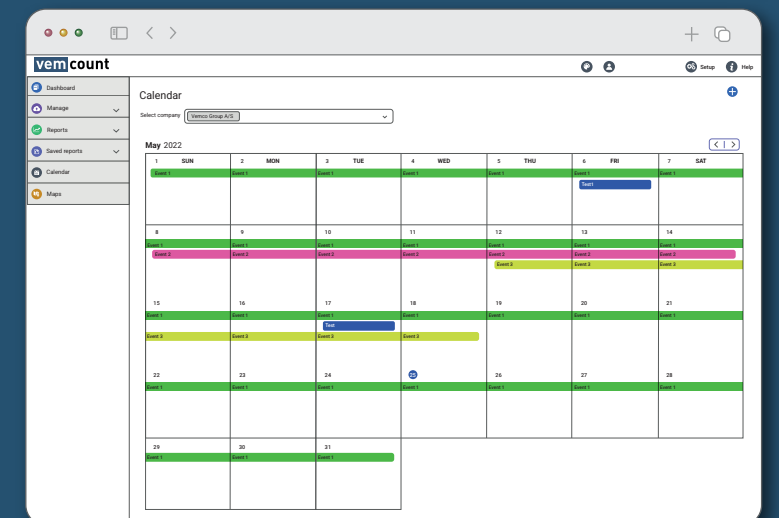 vemcount
Setup Help
Dashboard
Manage
Reports
Saved reports
Calendar
Maps
Calendar
Select company Vemco Group A/S
May 2022
1 SUN 2 MON 3 TUE 4 WED 5 THU 6 FRI 7 SAT
Event 1 Event 1 Event 1 Event 1 Event 1 Event 1 Event 1
Test1
8 9 10 11 12 13 14
Event 1 Event 1 Event 1 Event 1 Event 1 Event 1 Event 1
Event 2 Event 2 Event 2 Event 2 Event 2 Event 2 Event 2
Event 3 Event 3 Event 3
15 16 17 18 19 20 21
Event 1 Event 1 Event 1 Event 1 Event 1 Event 1 Event 1
Test
Event 3 Event 3 Event 3 Event 3
22 23 24 25 26 27 28
Event 1 Event 1 Event 1 Event 1 Event 1 Event 1 Event 1
29 30 31
Event 1 Event 1 Event 1